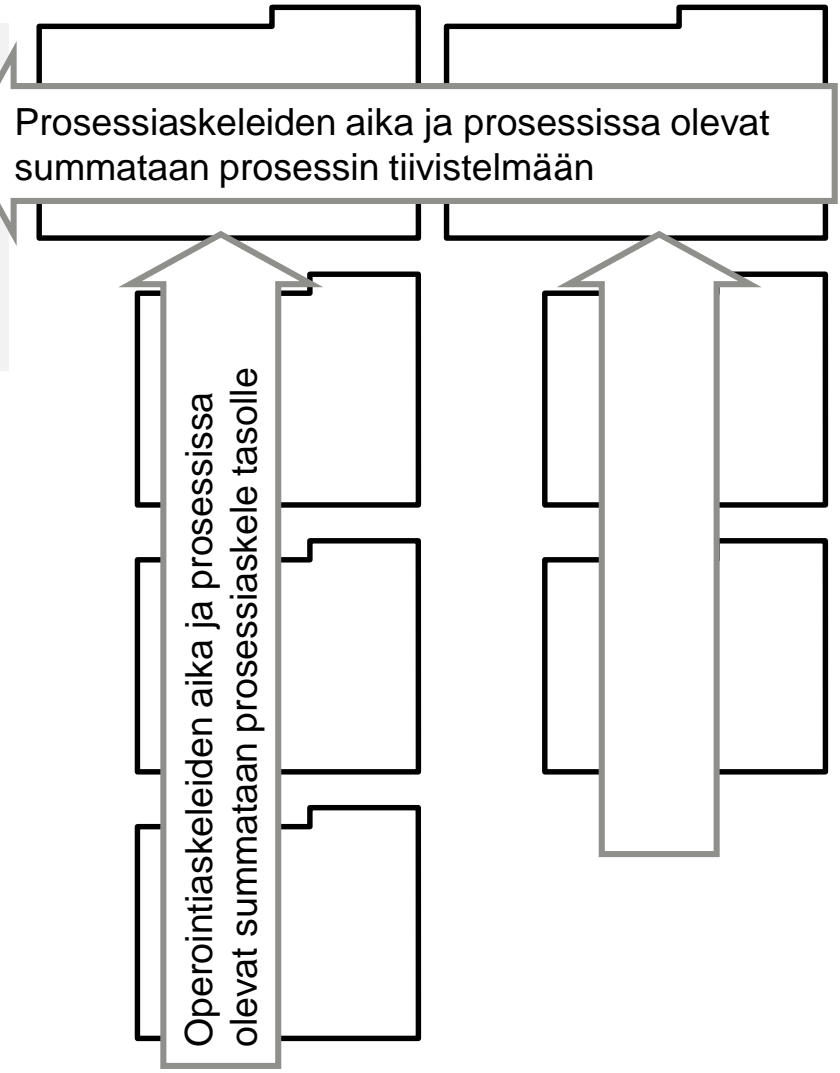 Prosessiaskeleiden aika ja prosessissa olevat
summataan prosessin tiivistelmään
Operointiaskeleiden aika ja prosessissa
olevat summataan prosessiaskele tasolle